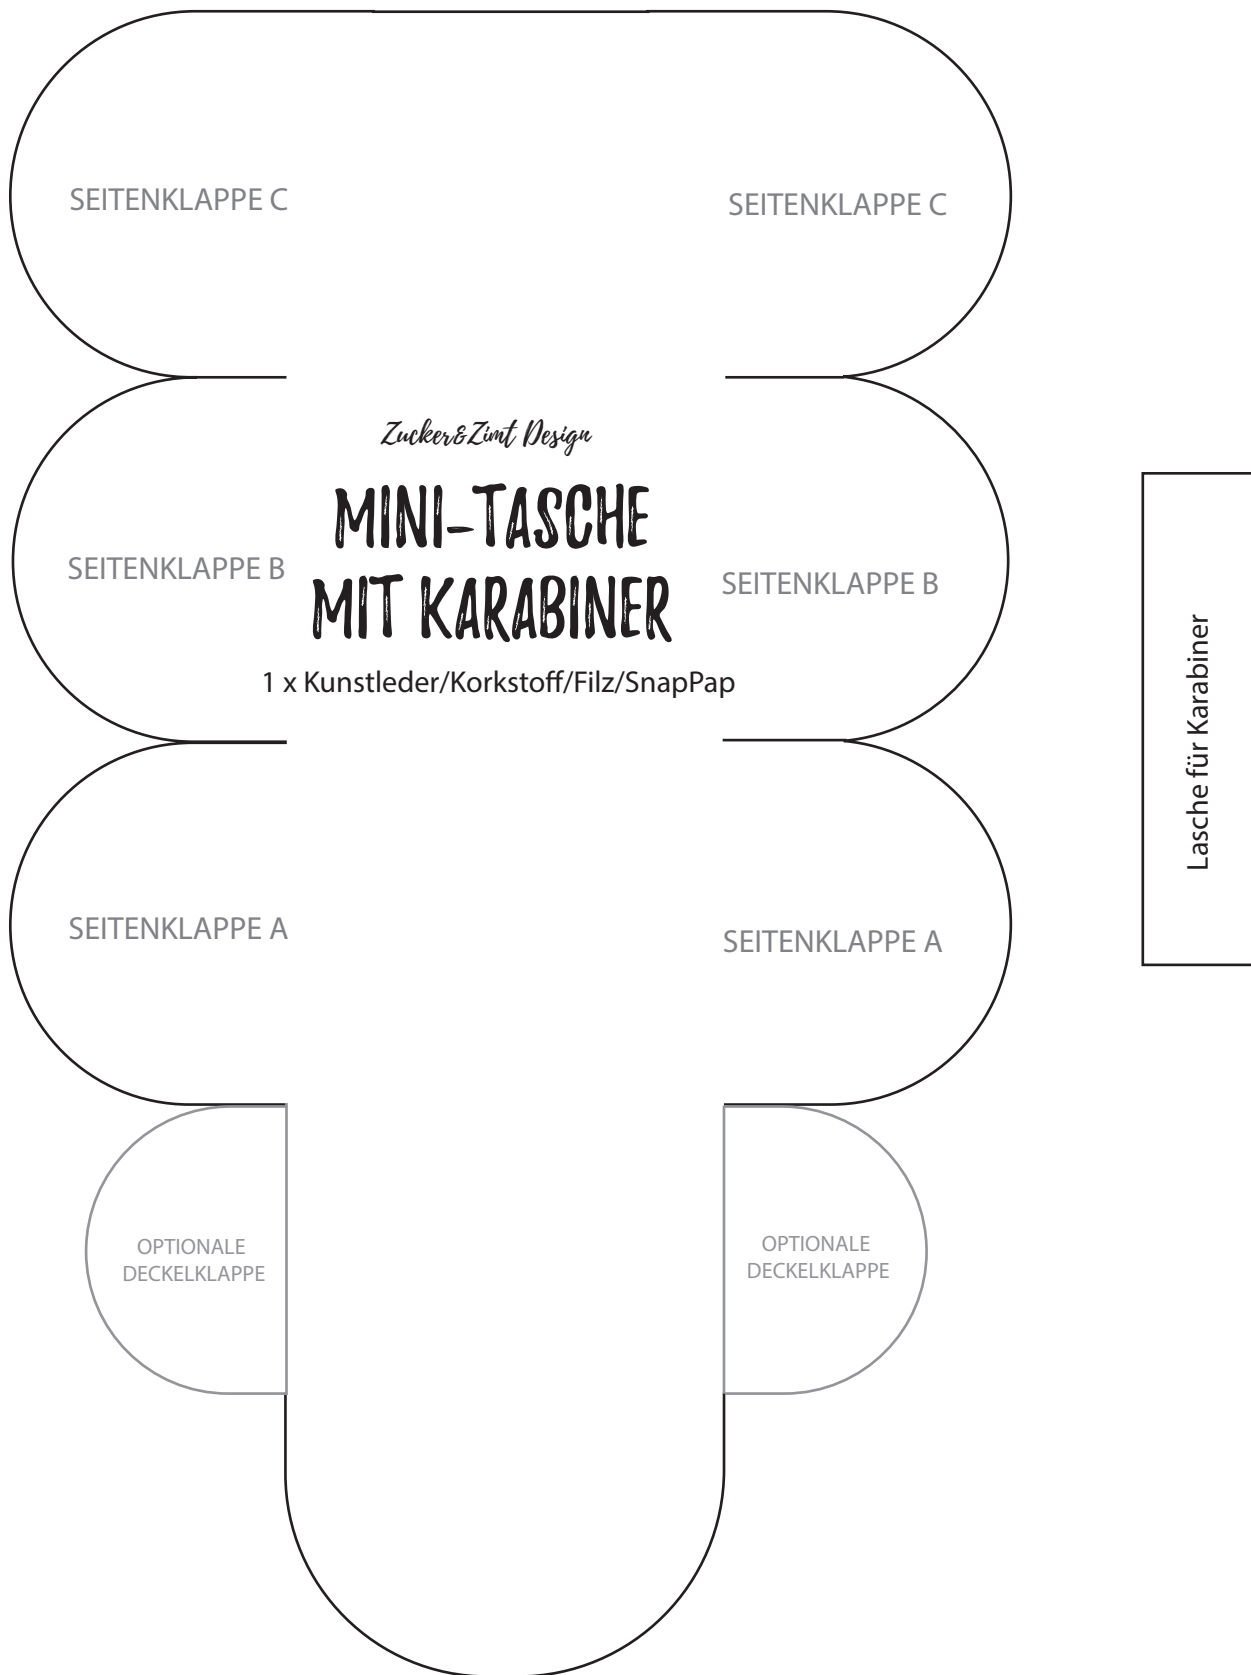 SEITENKLAPPE C
SEITENKLAPPE C
Zucker&Zimt Design
MINI-TASCHE
MIT KARABINER
SEITENKLAPPE B
SEITENKLAPPE B
1 x Kunstleder/Korkstoff/Filz/SnapPap
Lasche für Karabiner
SEITENKLAPPE A
SEITENKLAPPE A
OPTIONALE
DECKELKLAPPE
OPTIONALE
DECKELKLAPPE